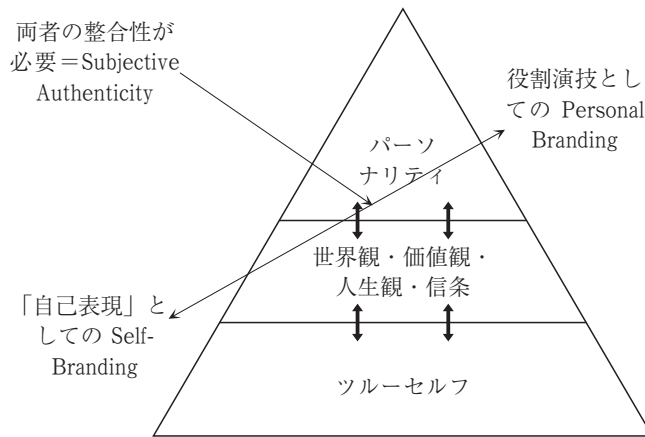 両者の整合性が
必要＝Subjective
Authenticity
役割演技とし
ての Personal
Branding
パーソ
ナリティ
世界観・価値観・
人生観・信条
「自己表現」と
しての Self-
Branding
ツルーセルフ